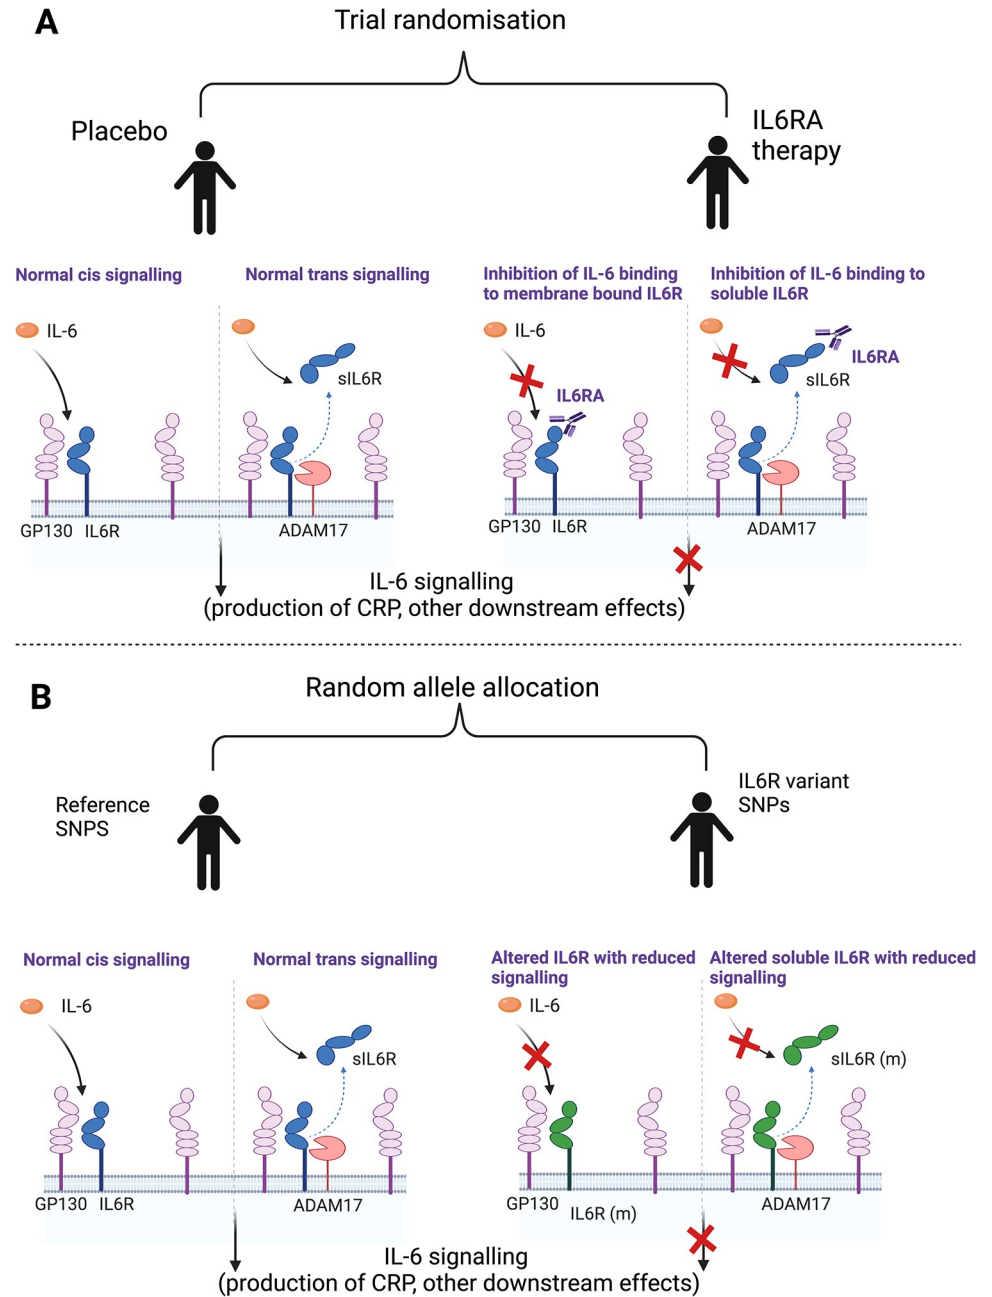 A
Trial randomisation
Placebo
IL6RA
therapy
Normal cis signalling
Normal trans signalling
Inhibition of IL-6 binding
to membrane bound IL6R
Inhibition of IL-6 binding to
soluble IL6R
IL-6
sIL6R
IL-6
IL6RA
sIL6R
IL6RA
GP130
IL6R
ADAM17
GP130
IL6R
ADAM17
IL-6 signalling
(production of CRP, other downstream effects)
B
Random allele allocation
Reference
SNPS
IL6R variant
SNPs
Normal cis signalling
Normal trans signalling
Altered IL6R with reduced
signalling
Altered soluble IL6R with reduced
signalling
IL-6
sIL6R
IL-6
sIL6R (m)
GP130
IL6R
ADAM17
GP130
IL6R (m)
ADAM17
IL-6 signalling
(production of CRP, other downstream effects)